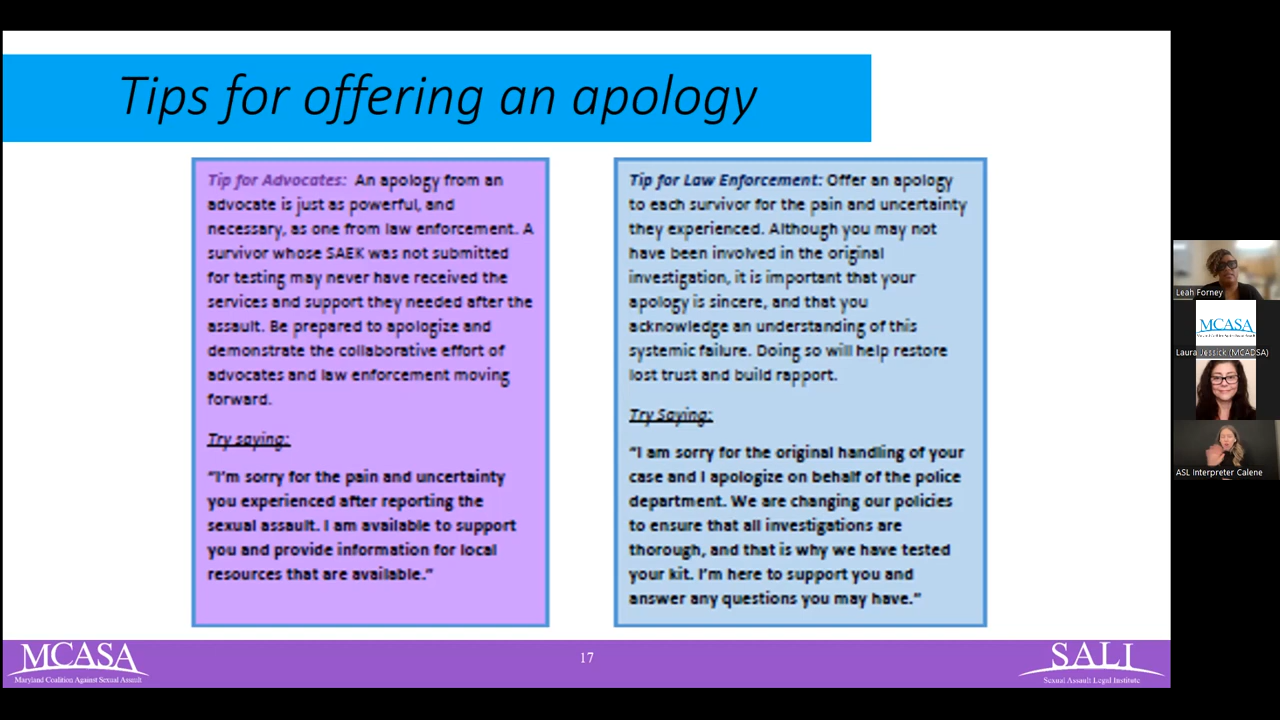 Tips for offering an apology
Tip for Advocates: An apology from an
advocate is just as powerful, and
necessary, as one from law enforcement. A
survivor whose SAEK was not submitted
for testing may never have received the
services and support they needed after the
assault. Be prepared to apologize and
demonstrate the collaborative effort of
advocates and law enforcement moving
forward.
Try saying:
"I'm sorry for the pain and uncertainty
you experienced after reporting the
sexual assault. I am available to support
you and provide information for local
resources that are available."
Tip for Law Enforcement: Offer an apology
to each survivor for the pain and uncertainty
they experienced. Although you may not
have been involved in the original
investigation, it is important that your
apology is sincere, and that you
acknowledge an understanding of this
systemic failure. Doing so will help restore
lost trust and build rapport.
Try Saying:
"I am sorry for the original handling of your
case and I apologize on behalf of the police
department. We are changing our policies
to ensure that all investigations are
thorough, and that is why we have tested
your kit. I'm here to support you and
answer any questions you may have."
MCASA
Maryland Coalition Against Sexual Assault
17
SALI
Sexual Assault Legal Institute
Leah Forney
MCASA
Laura Jessick (MCADSA)
ASL Interpreter Calene